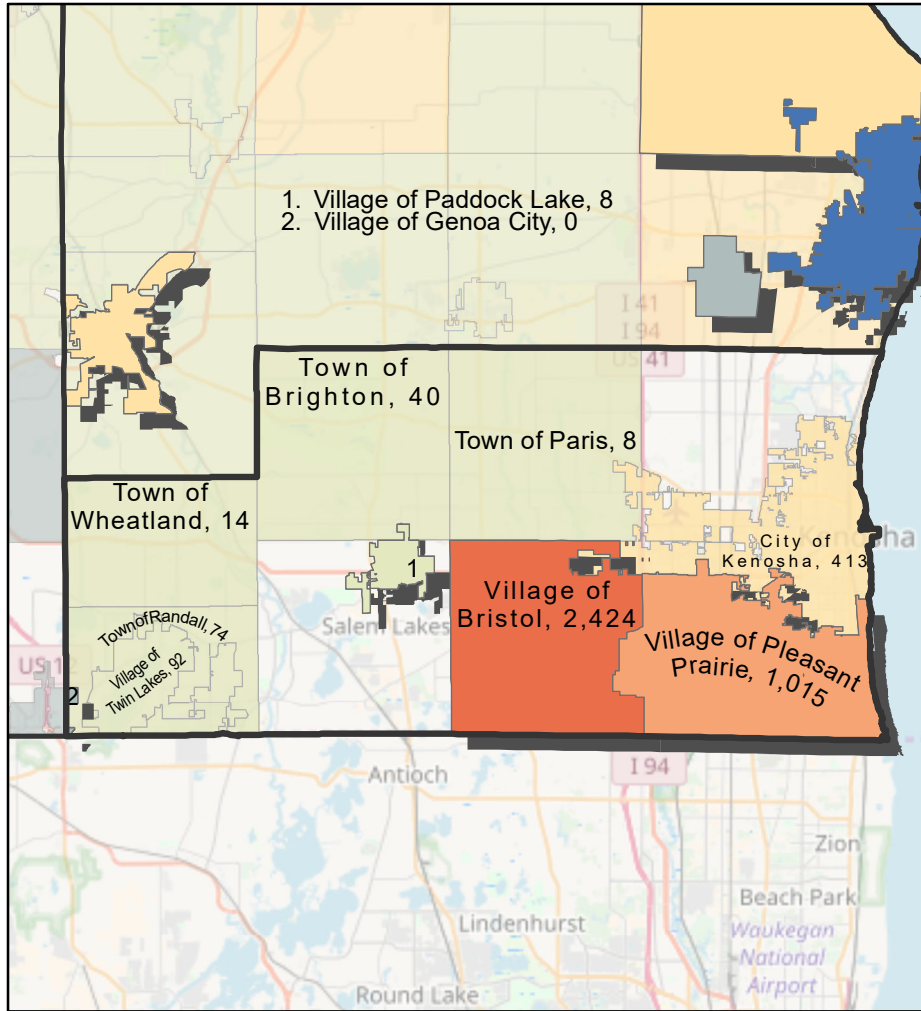 1. Village of Paddock Lake, 8
2. Village of Genoa City, 0
I 41
I 94
US 41
Town of
Brighton, 40
Town of Paris, 8
Town of
Wheatland, 14
City of
Kenosha, 413
Kenosha
1
Village of
Bristol, 2,424
Salem Lakes
Town of Randall, 74
Village of
Twin Lakes, 92
Village of Pleasant
Prairie, 1,015
US 12
2
I 94
Antioch
Zion
Beach Park
Lindenhurst
Waukegan
National
Airport
Round Lake